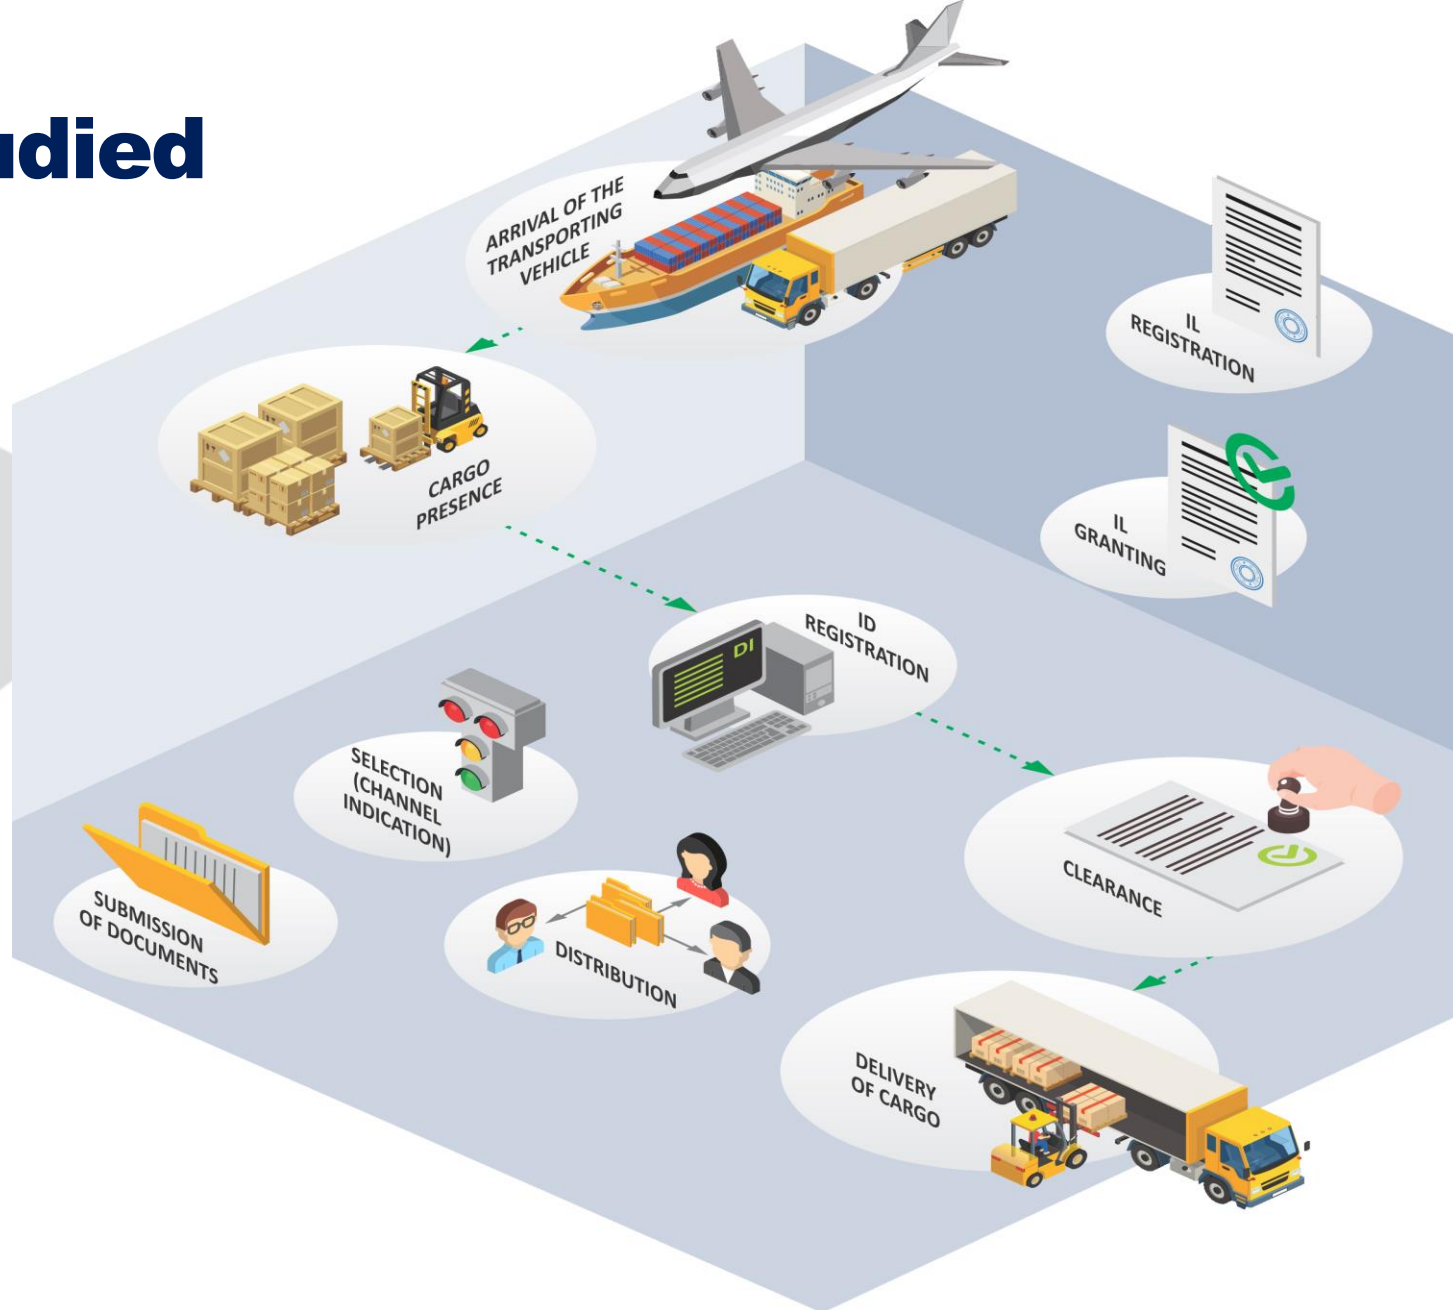 udied
ARRIVAL OF THE
TRANSPORTING
VEHICLE
IL
REGISTRATION
CARGO
PRESENCE
IL
GRANTING
ID
REGISTRATION
DI
SELECTION
(CHANNEL
INDICATION)
CLEARANCE
SUBMISSION
OF DOCUMENTS
DISTRIBUTION
DELIVERY
OF CARGO